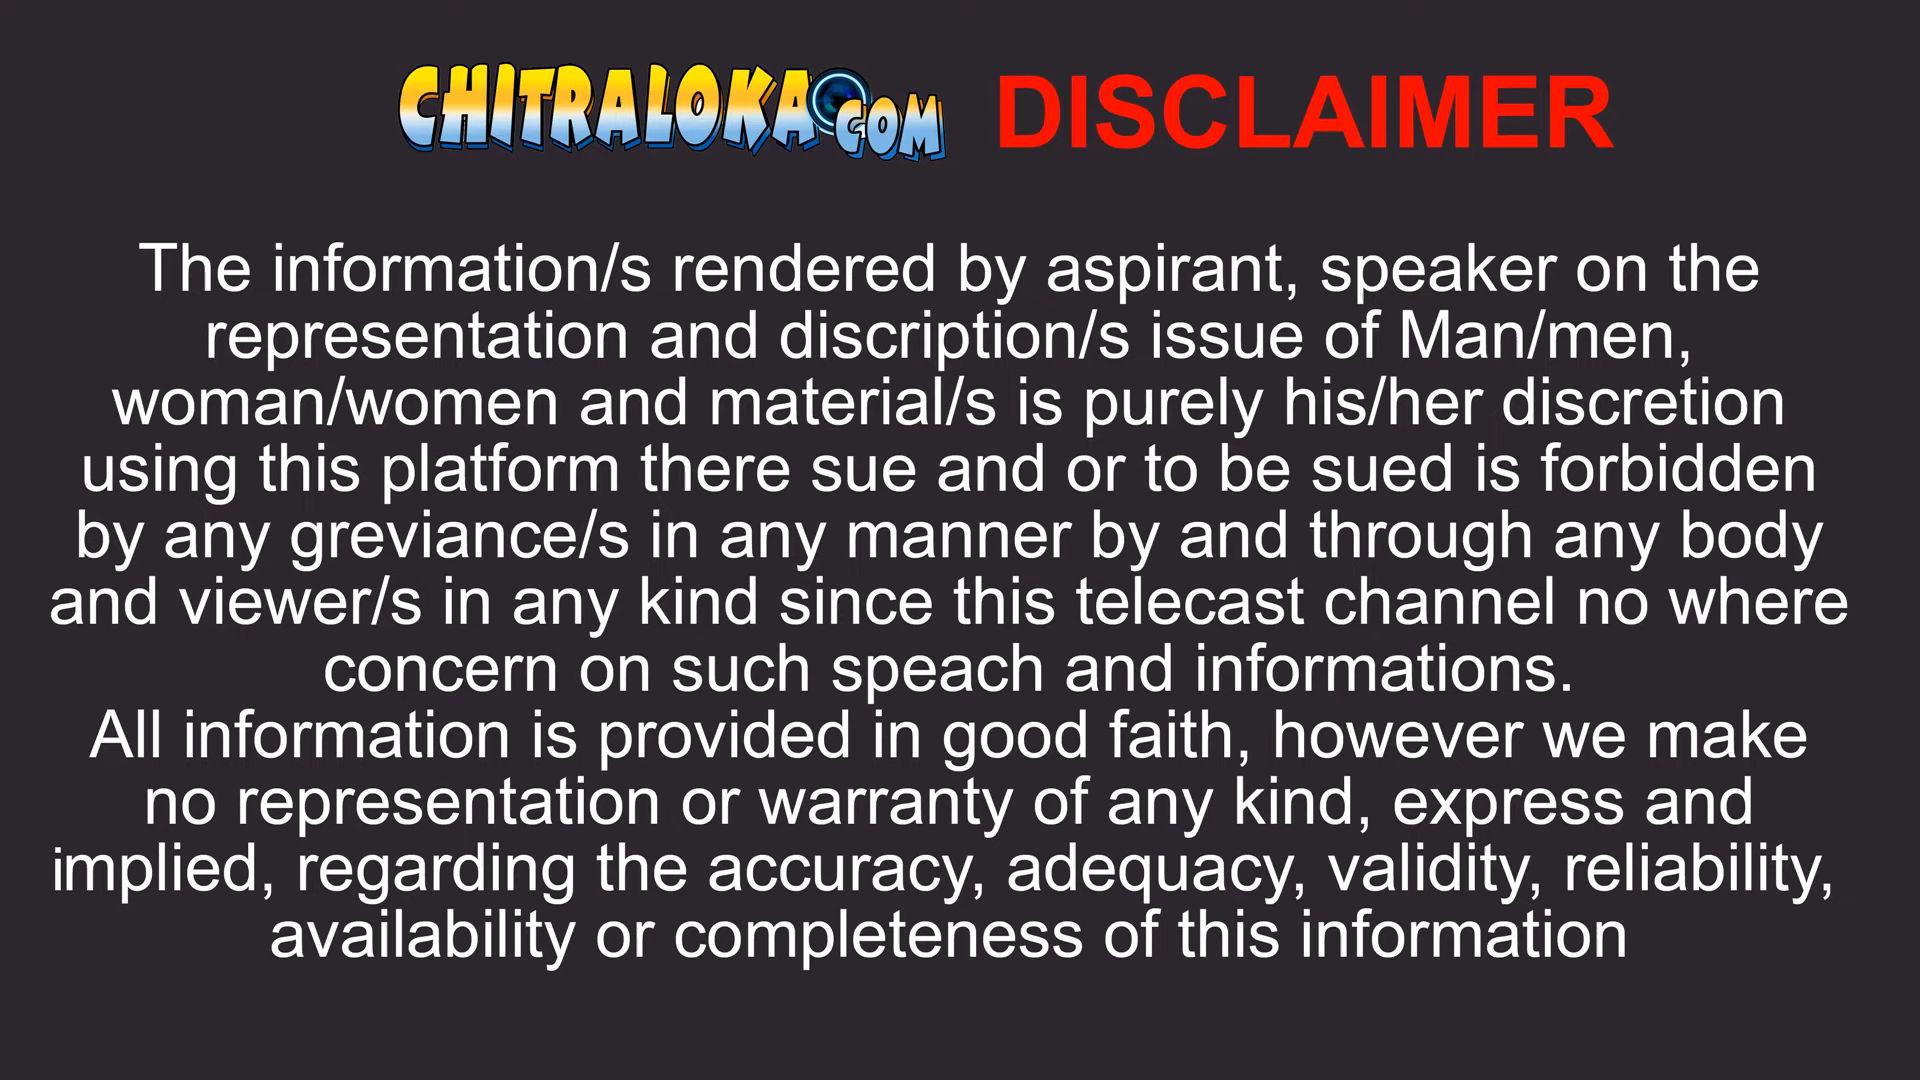 CHITRALOKA.COM DISCLAIMER
The information/s rendered by aspirant, speaker on the
representation and discription/s issue of Man/men,
woman/women and material/s is purely his/her discretion
using this platform there sue and or to be sued is forbidden
by any greviance/s in any manner by and through any body
and viewer/s in any kind since this telecast channel no where
concern on such speach and informations.
All information is provided in good faith, however we make
no representation or warranty of any kind, express and
implied, regarding the accuracy, adequacy, validity, reliability,
availability or completeness of this information